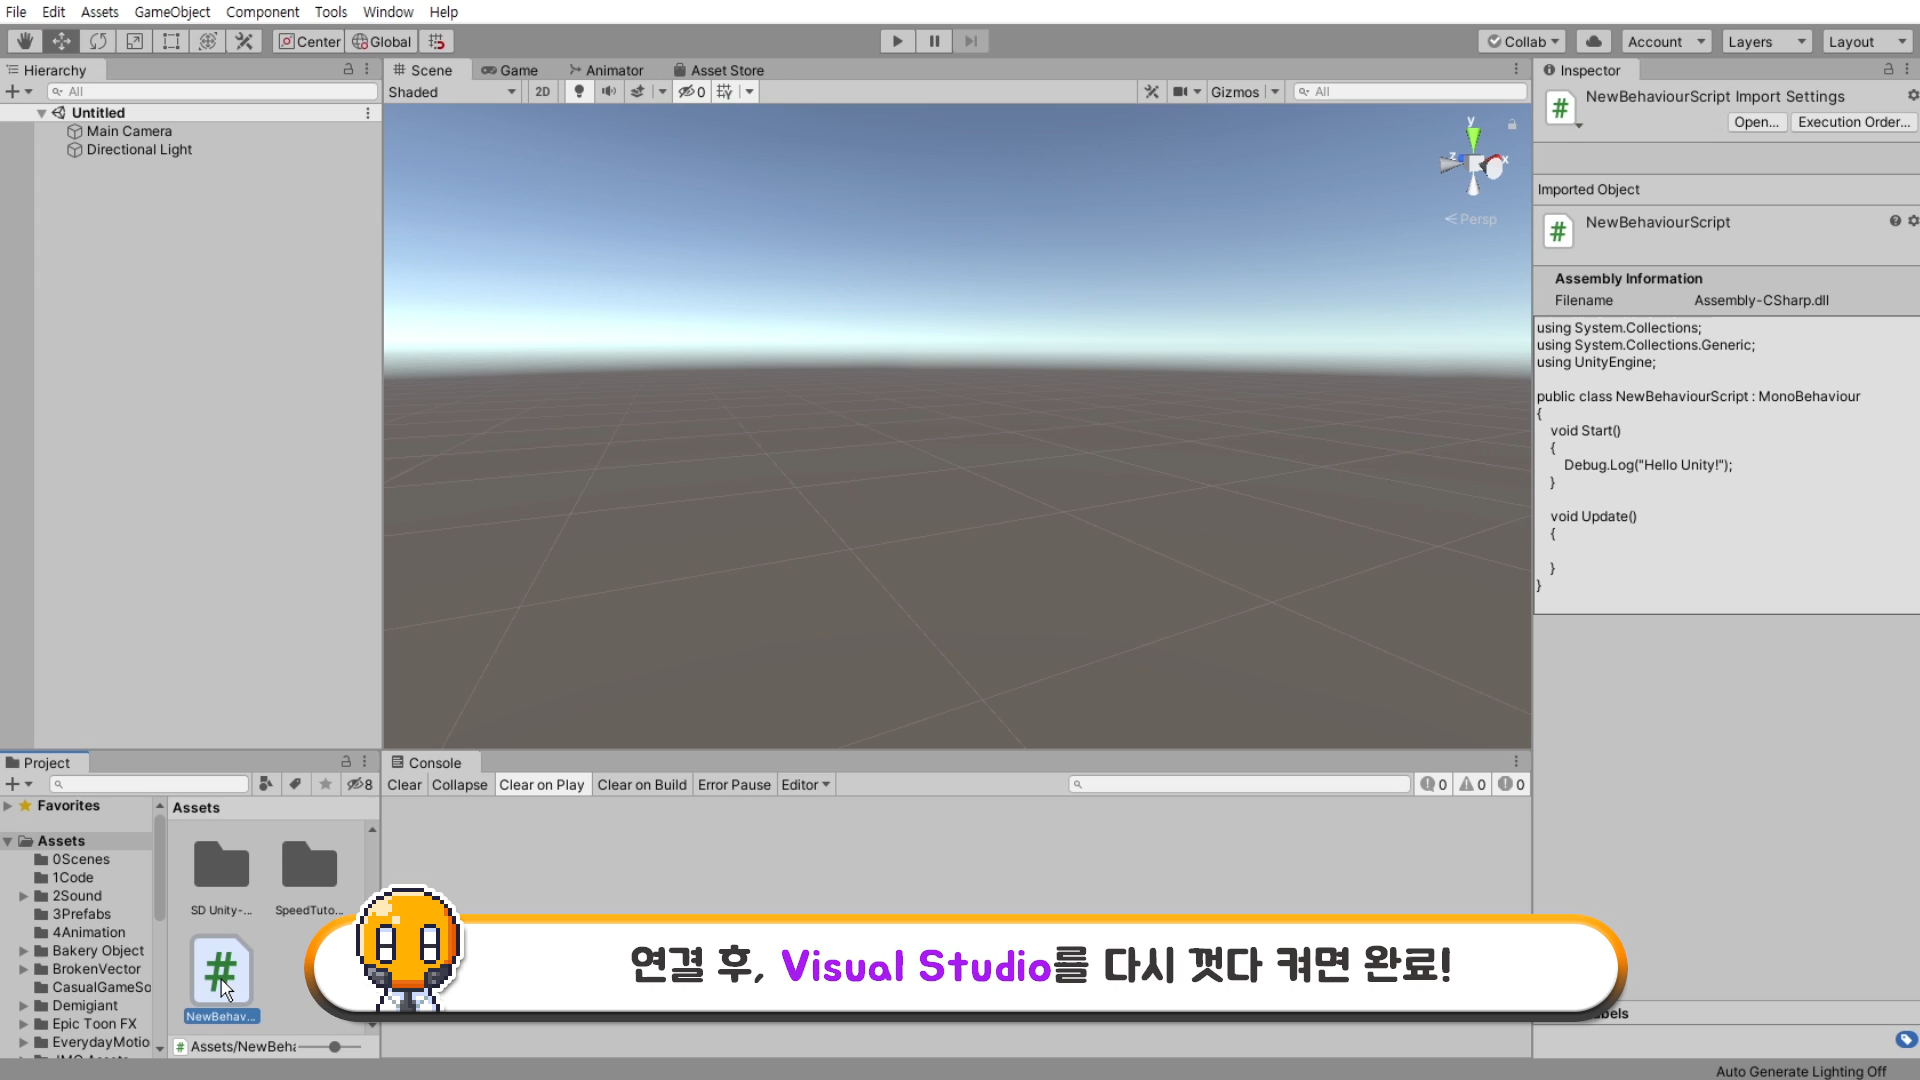 File Edit Assets GameObject Component Tools Window Help
Center Global Collab Account Layers Layout
Hierarchy
All
Untitled
Main Camera
Directional Light
Scene Game Animator Asset Store
Shaded 2D 0 Gizmos All
y
z x
Persp
Inspector
NewBehaviourScript Import Settings
Open... Execution Order...
Imported Object
NewBehaviourScript
Assembly Information
Filename Assembly-CSharp.dll
using System.Collections;
using System.Collections.Generic;
using UnityEngine;
public class NewBehaviourScript : MonoBehaviour
{
void Start()
{
Debug.Log("Hello Unity!");
}
void Update()
{
}
}
Project
8
Favorites
Assets
0Scenes
1Code
2Sound
3Prefabs
4Animation
Bakery Object
BrokenVector
CasualGameSo
Demigiant
Epic Toon FX
EverydayMotio
Assets
SD Unity-...
SpeedTuto...
#
NewBehav...
Assets/NewBeha
Console
Clear Collapse Clear on Play Clear on Build Error Pause Editor 0 0 0
연결 후, Visual Studio를 다시 껏다 켜면 완료!
Auto Generate Lighting Off